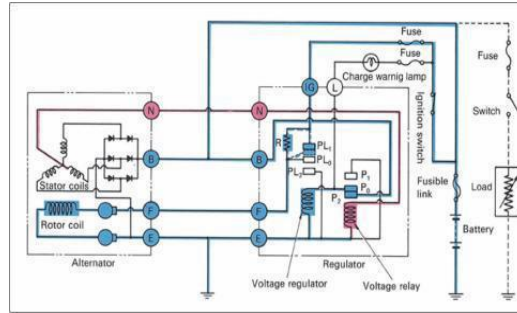 Fuse
Fuse
Charge warnig lamp
Fuse
Ignition switch
Switch
IG
L
N
N
R
PL1
PL0
PL2
B
B
P1
P0
P2
Stator coils
Fusible
link
Load
F
F
Rotor coil
Battery
E
E
Alternator
Regulator
Voltage regulator
Voltage relay